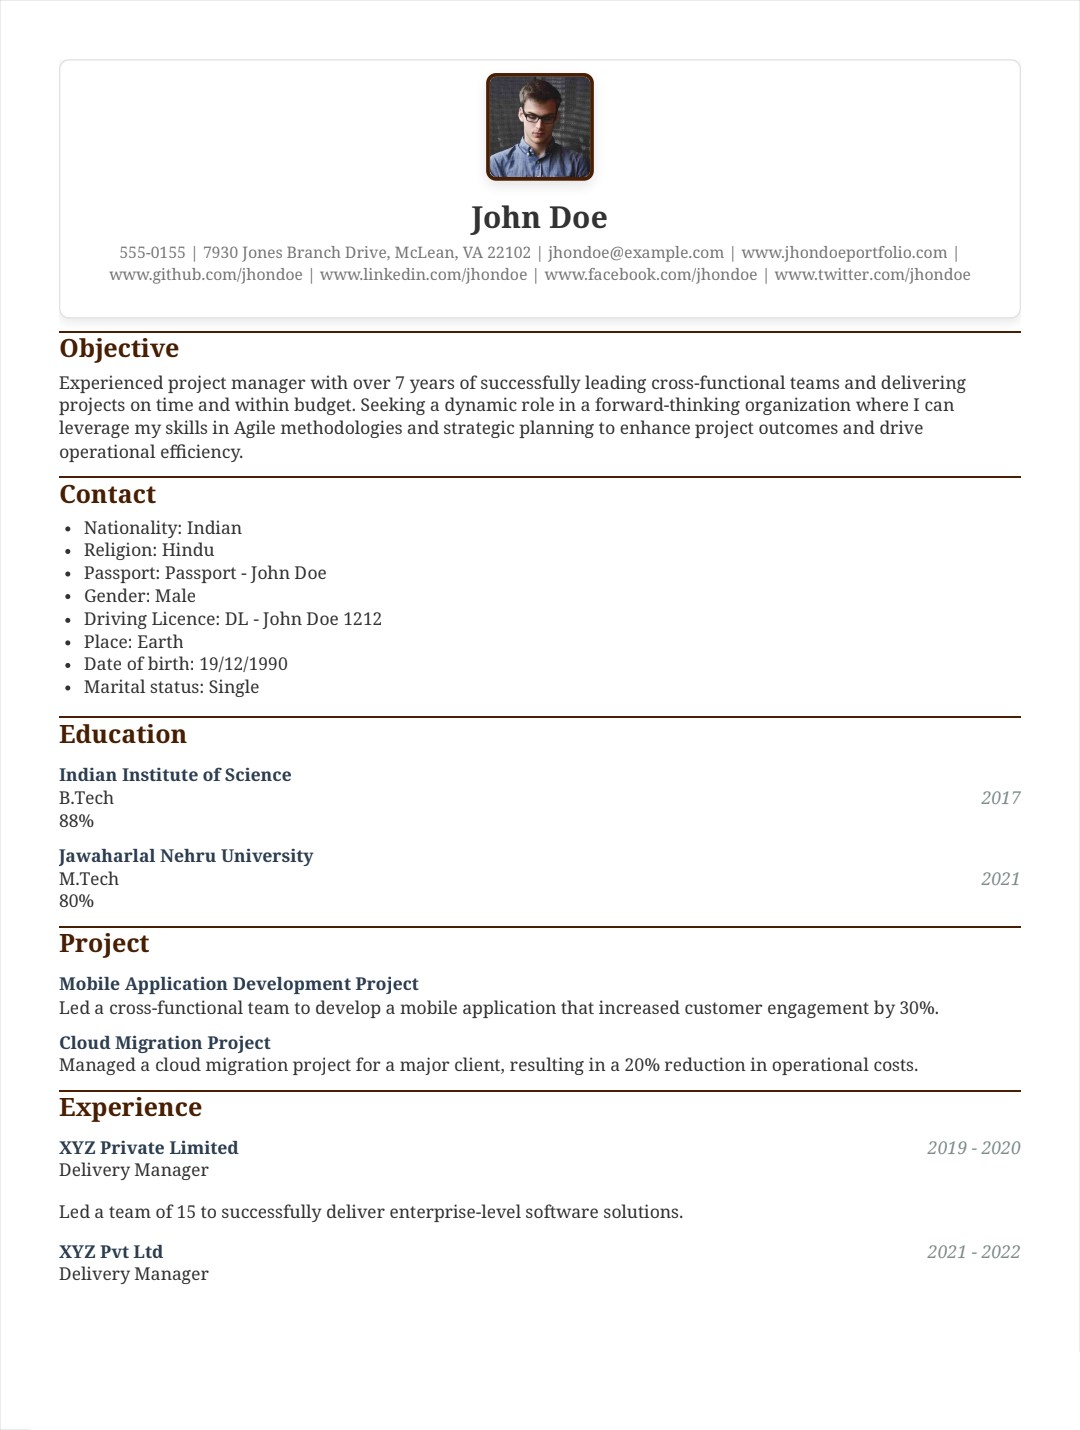 John Doe
555-0155 | 7930 Jones Branch Drive, McLean, VA 22102 | jhondoe@example.com | www.jhondoeportfolio.com |
www.github.com/jhondoe | www.linkedin.com/jhondoe | www.facebook.com/jhondoe | www.twitter.com/jhondoe
Objective
Experienced project manager with over 7 years of successfully leading cross-functional teams and delivering
projects on time and within budget. Seeking a dynamic role in a forward-thinking organization where I can
leverage my skills in Agile methodologies and strategic planning to enhance project outcomes and drive
operational efficiency.
Contact
• Nationality: Indian
• Religion: Hindu
• Passport: Passport - John Doe
• Gender: Male
• Driving Licence: DL - John Doe 1212
• Place: Earth
• Date of birth: 19/12/1990
• Marital status: Single
Education
Indian Institute of Science
B.Tech 2017
88%
Jawaharlal Nehru University
M.Tech 2021
80%
Project
Mobile Application Development Project
Led a cross-functional team to develop a mobile application that increased customer engagement by 30%.
Cloud Migration Project
Managed a cloud migration project for a major client, resulting in a 20% reduction in operational costs.
Experience
XYZ Private Limited 2019 - 2020
Delivery Manager
Led a team of 15 to successfully deliver enterprise-level software solutions.
XYZ Pvt Ltd 2021 - 2022
Delivery Manager